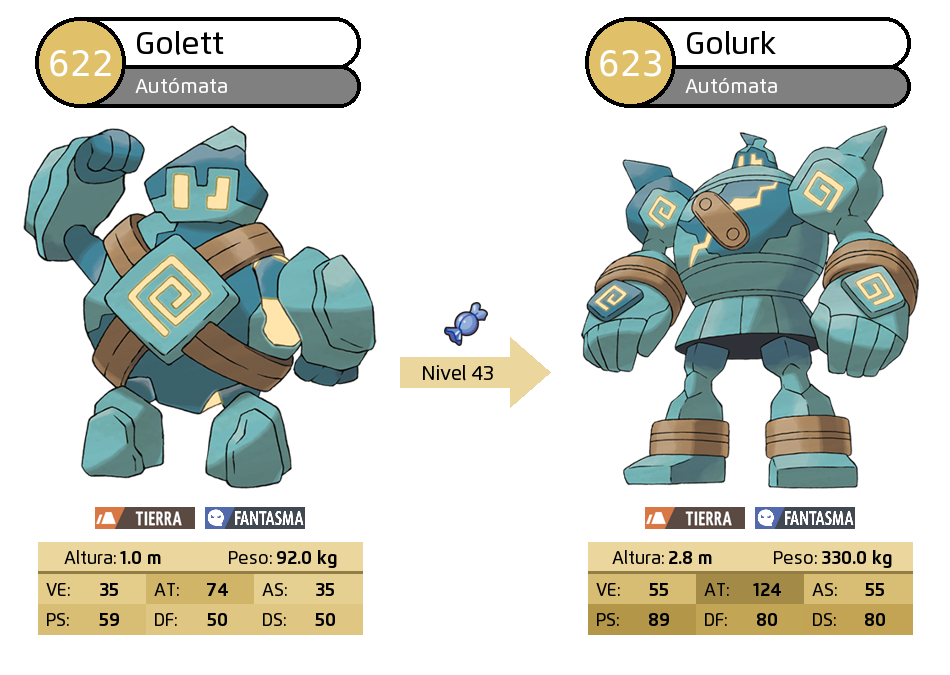 622
Golett
Autómata
623
Golurk
Autómata
Nivel 43
TIERRA FANTASMA
TIERRA FANTASMA
Altura: 1.0 m Peso: 92.0 kg
VE: 35 AT: 74 AS: 35
PS: 59 DF: 50 DS: 50
Altura: 2.8 m Peso: 330.0 kg
VE: 55 AT: 124 AS: 55
PS: 89 DF: 80 DS: 80